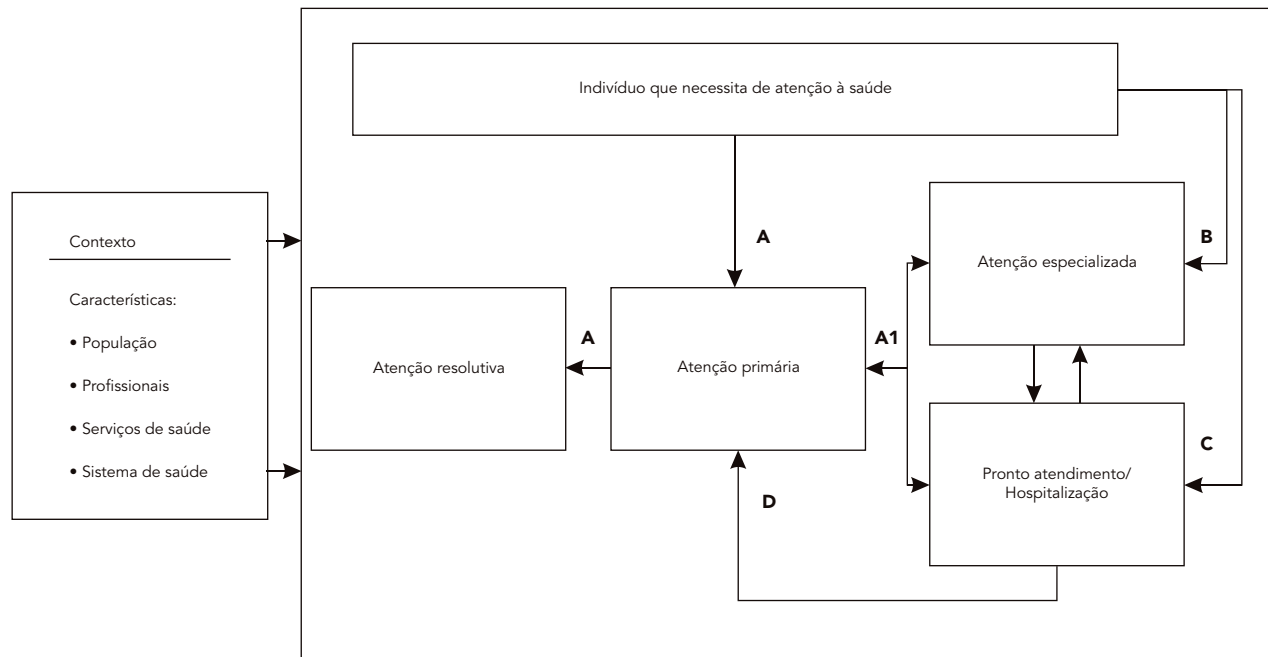 Indivíduo que necessita de atenção à saúde
Contexto
Características:
• População
• Profissionais
• Serviços de saúde
• Sistema de saúde
A
B
Atenção especializada
Atenção resolutiva
A
Atenção primária
A1
C
Pronto atendimento/
Hospitalização
D